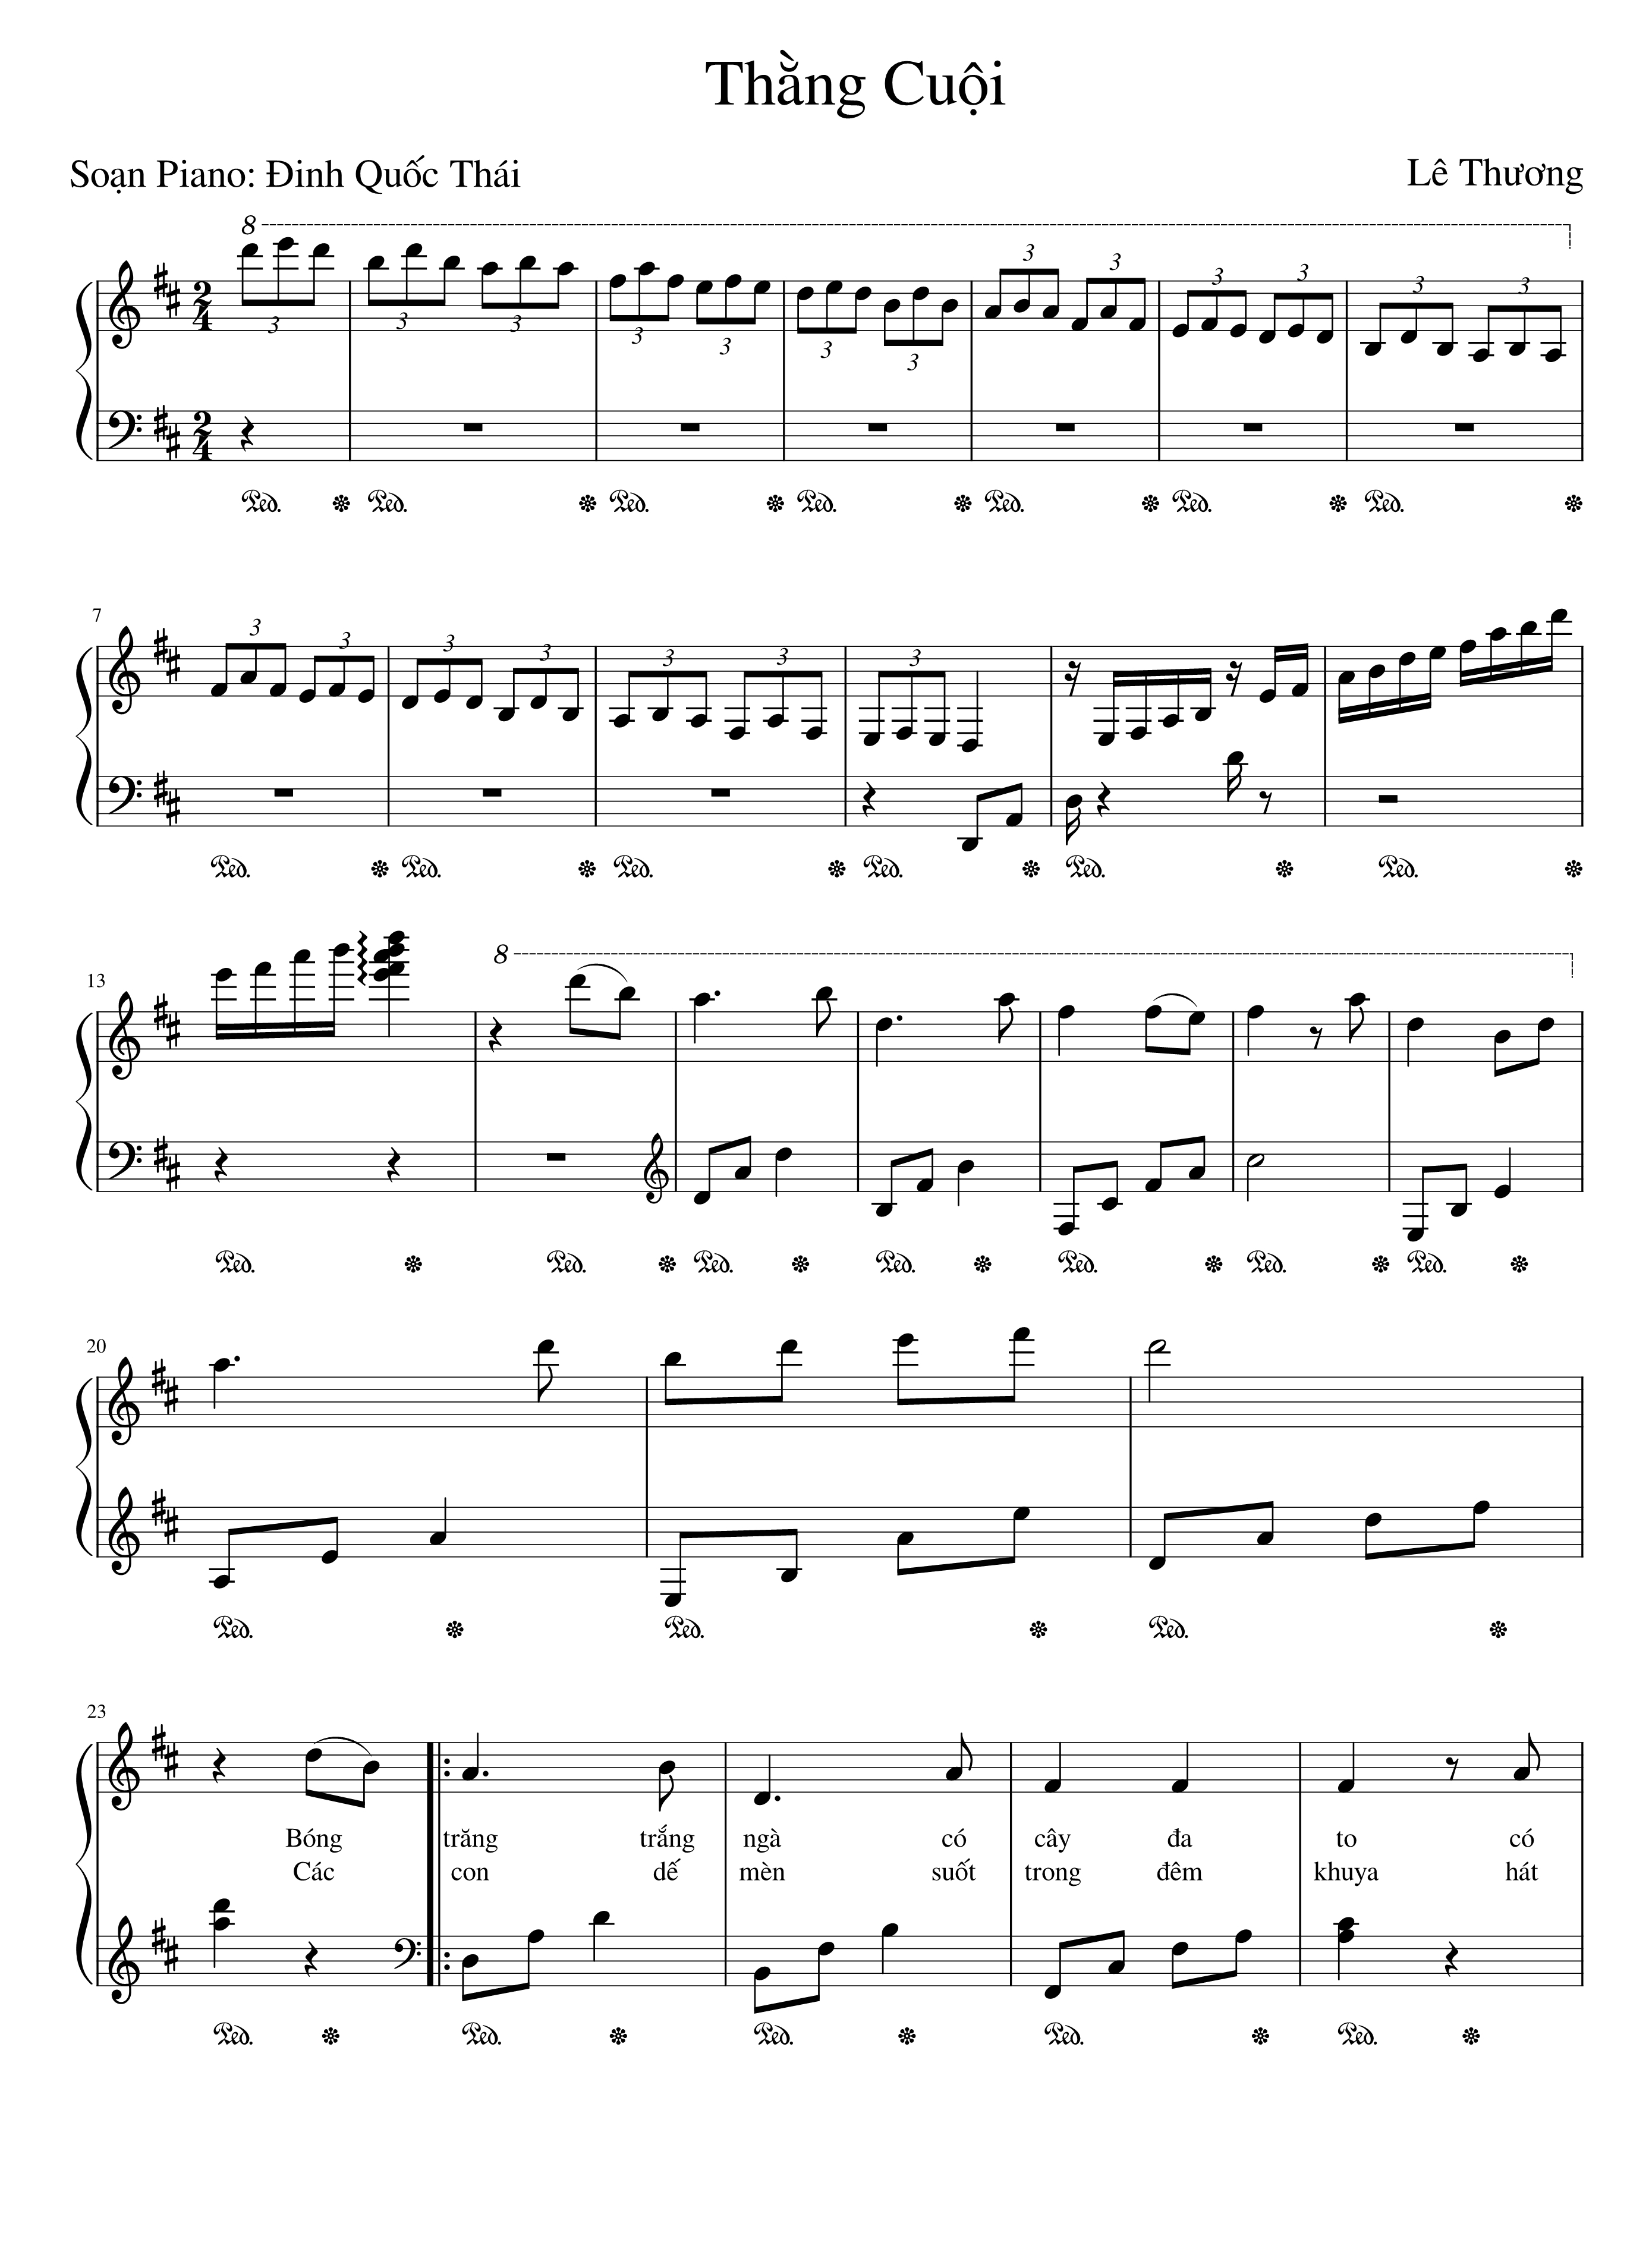 Thằng Cuội
Soạn Piano: Đinh Quốc Thái
Lê Thương
8
3 3 3 3 3 3 3 3 3 3 3 3 3
2 4
2 4
Ped. Ped. Ped. Ped. Ped. Ped. Ped.
7
3 3 3 3 3 3 3
Ped. Ped. Ped. Ped. Ped. Ped.
13
8
Ped. Ped. Ped. Ped. Ped. Ped. Ped.
20
Ped. Ped. Ped.
23
Bóng trăng trắng ngà có cây đa to có
Các con dế mèn suốt trong đêm khuya hát
Ped. Ped. Ped. Ped. Ped.